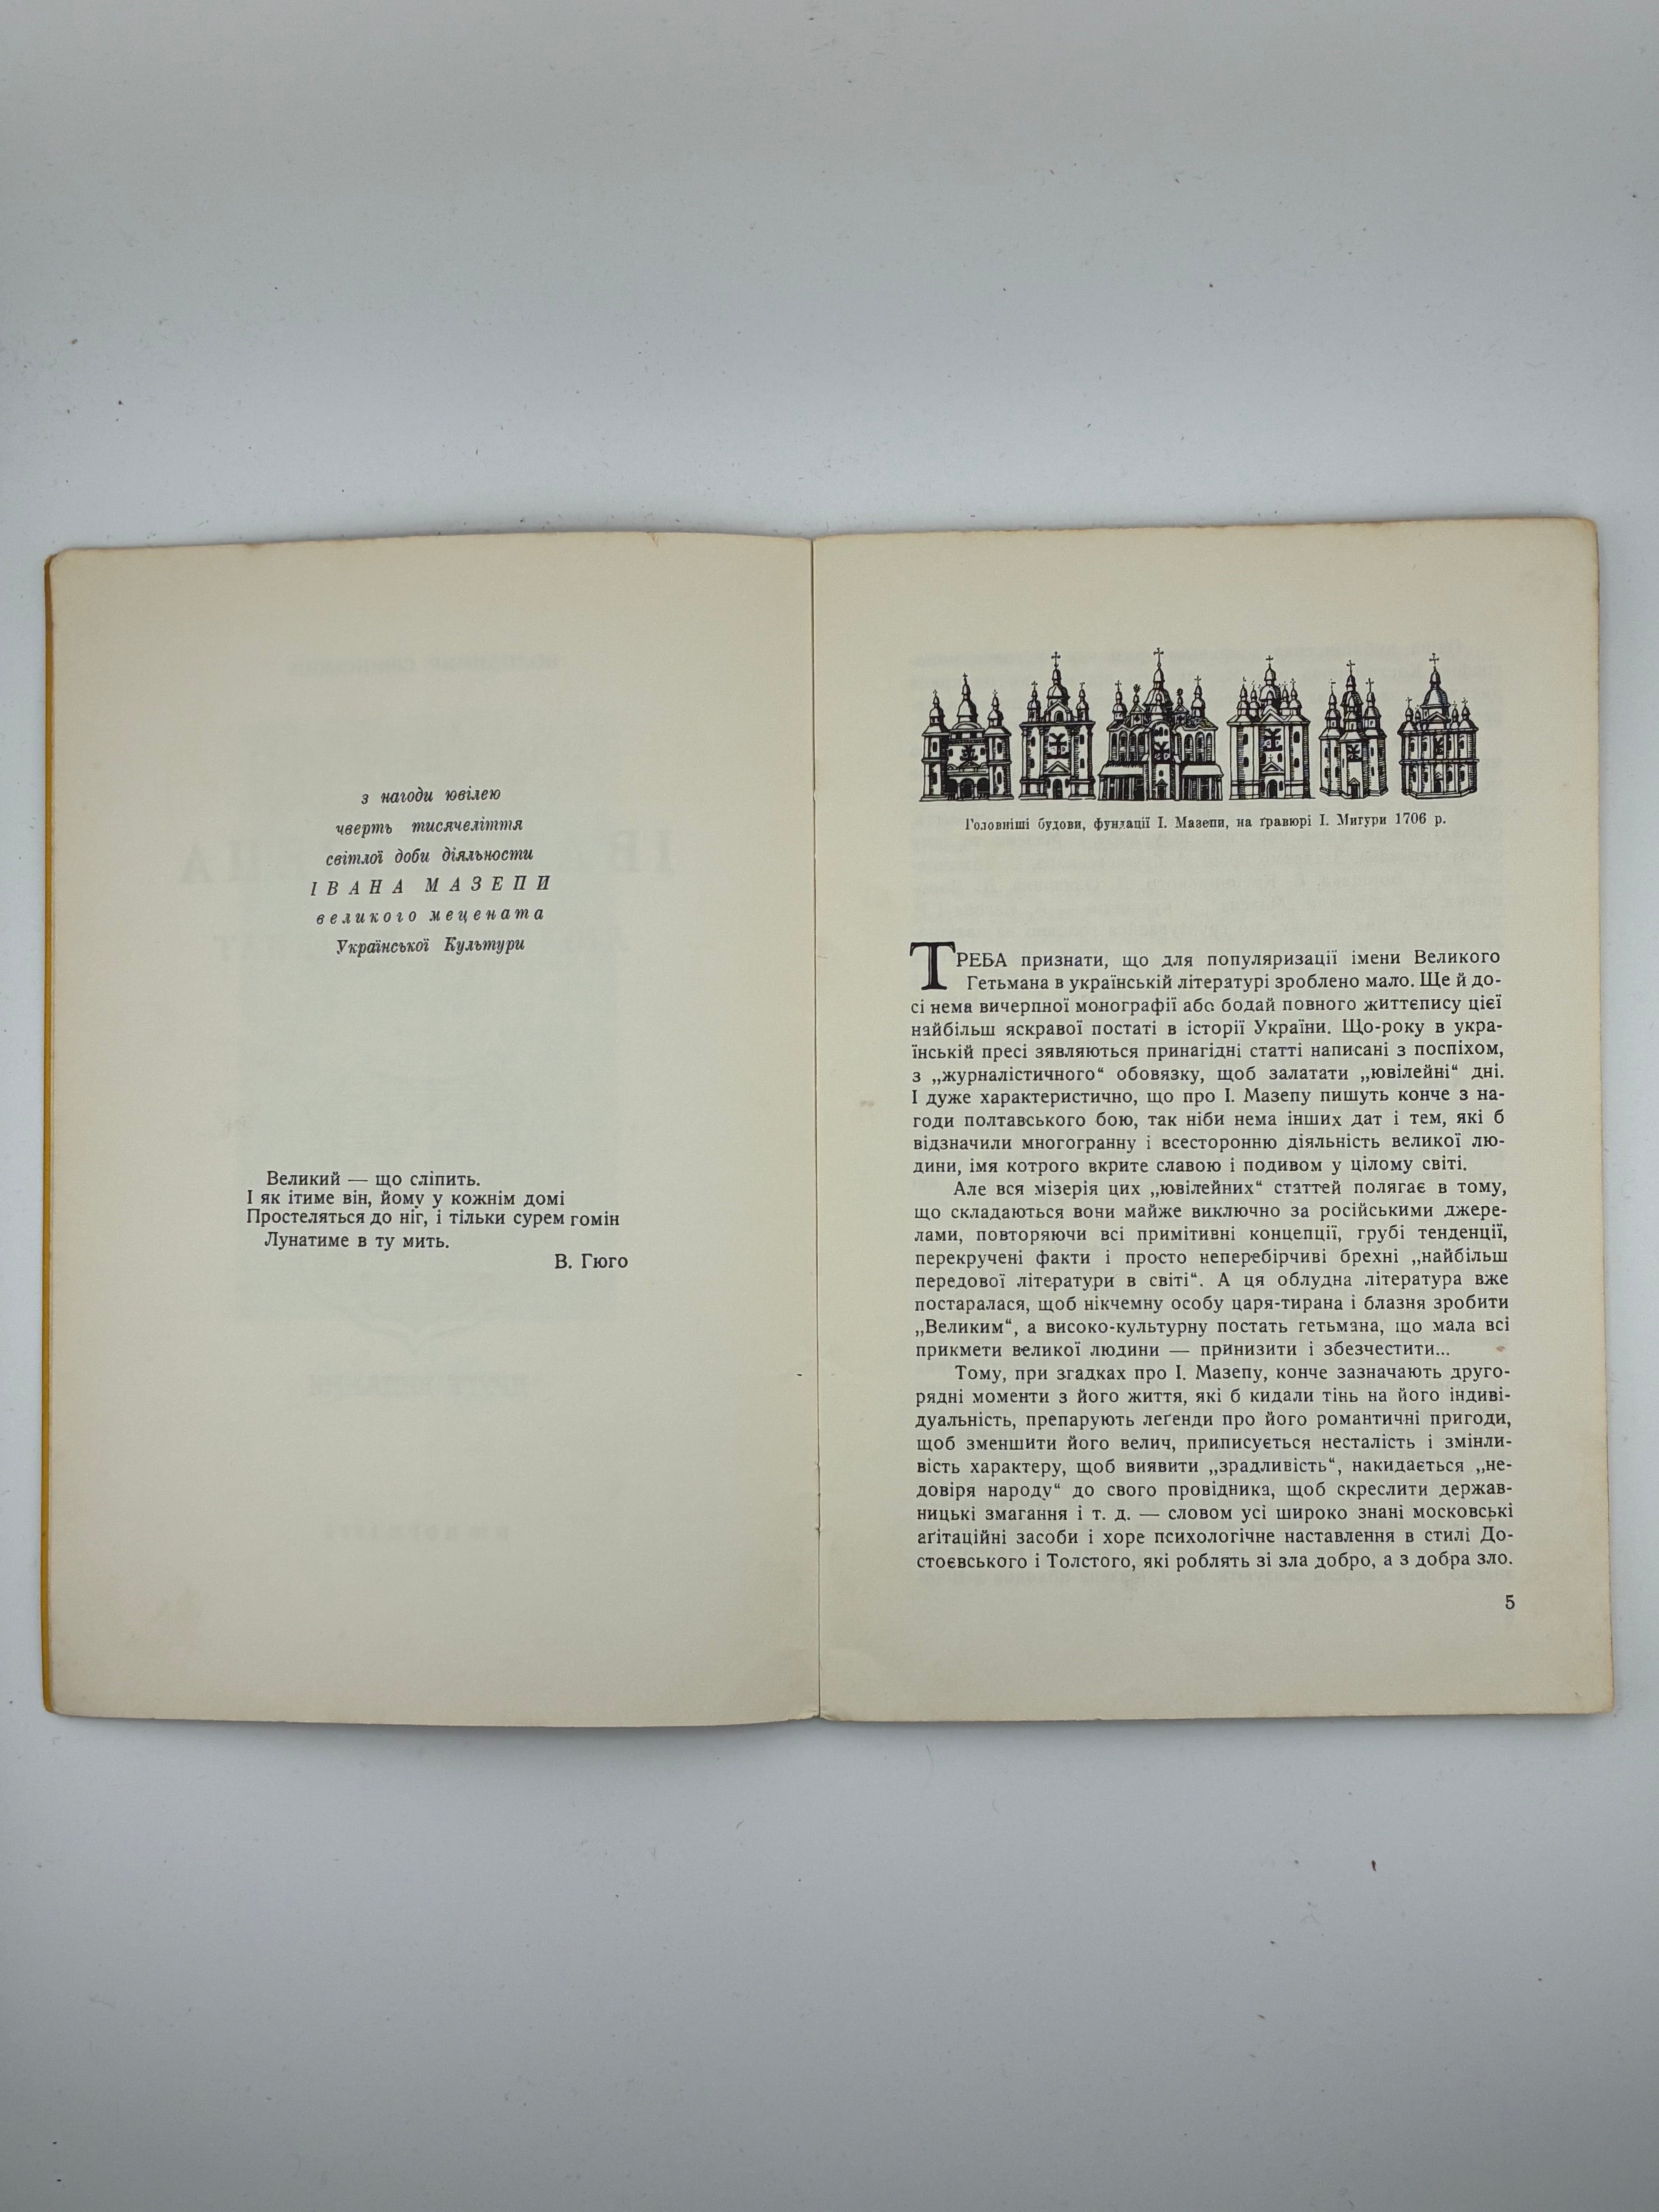 з нагоди ювілею
чверть тисячеліття
світлої доби діяльности
ІВАНА МАЗЕПИ
великого мецената
Української Культури
Великий — що сліпить.
І як ітиме він, йому у кожнім домі
Простеляться до ніг, і тільки сурем гомін
Лунатиме в ту мить.
В. Гюго
Головніші будови, фундації І. Мазепи, на ґравюрі І. Мигури 1706 р.
ТРЕБА признати, що для популяризації імени Великого
Гетьмана в українській літературі зроблено мало. Ще й до-
сі нема вичерпної монографії або бодай повного життєпису цієї
найбільш яскравої постаті в історії України. Що-року в укра-
їнській пресі зявляються принагідні статті написані з поспіхом,
з „журналістичного“ обовязку, щоб залатати „ювілейні“ дні.
І дуже характеристично, що про І. Мазепу пишуть конче з на-
годи полтавського бою, так ніби нема інших дат і тем, які б
відзначили многогранну і всесторонню діяльність великої лю-
дини, імя котрого вкрите славою і подивом у цілому світі.
Але вся мізерія цих „ювілейних“ статтей полягає в тому,
що складаються вони майже виключно за російськими джере-
лами, повторяючи всі примітивні концепції, грубі тенденції,
перекручені факти і просто неперебірчиві брехні „найбільш
передової літератури в світі“. А ця облудна література вже
постаралася, щоб нікчемну особу царя-тирана і блазня зробити
„Великим“, а високо-культурну постать гетьмана, що мала всі
прикмети великої людини — принизити і збезчестити...
Тому, при згадках про І. Мазепу, конче зазначають друго-
рядні моменти з його життя, які б кидали тінь на його індиві-
дуальність, препарують леґенди про його романтичні пригоди,
щоб зменшити його велич, приписується несталість і змінли-
вість характеру, щоб виявити „зрадливість“, накидається „не-
довіря народу“ до свого провідника, щоб скреслити держав-
ницькі змагання і т. д. — словом усі широко знані московські
аґітаційні засоби і хоре психологічне наставлення в стилі До-
стоєвського і Толстого, які роблять зі зла добро, а з добра зло.
5